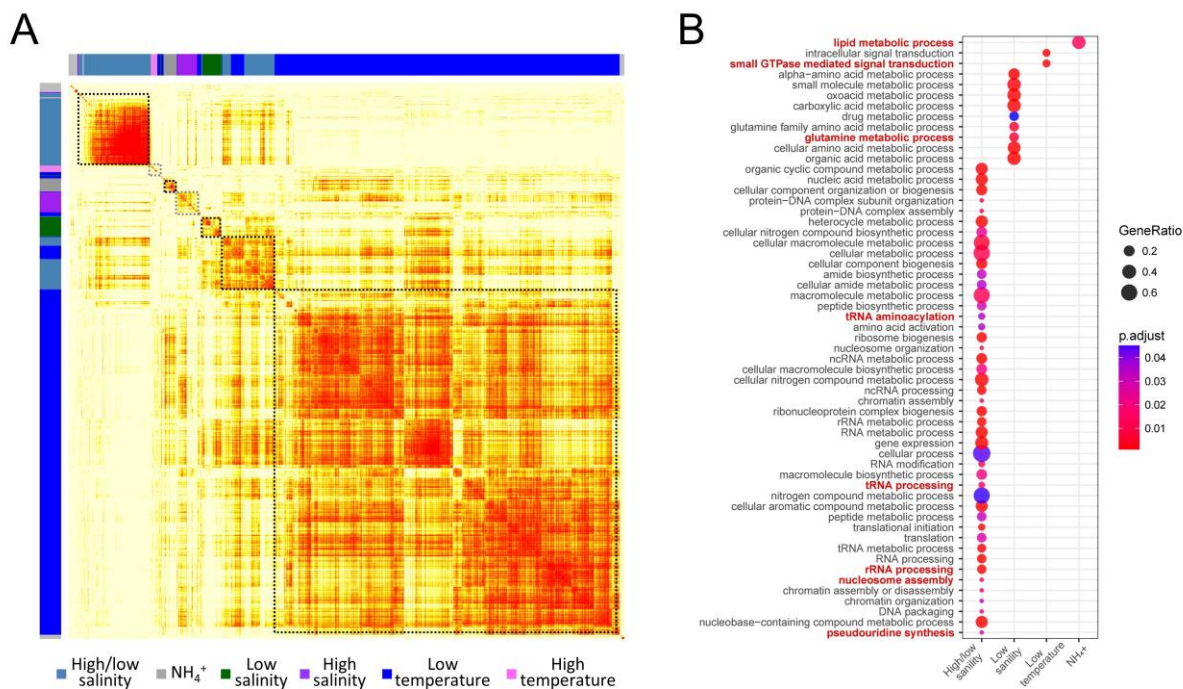 A
High/low
salinity
NH₄⁺
Low
salinity
High
salinity
Low
temperature
High
temperature
B
lipid metabolic process
intracellular signal transduction
small GTPase mediated signal transduction
alpha−amino acid metabolic process
small molecule metabolic process
oxoacid metabolic process
carboxylic acid metabolic process
drug metabolic process
glutamine family amino acid metabolic process
glutamine metabolic process
cellular amino acid metabolic process
organic acid metabolic process
organic cyclic compound metabolic process
nucleic acid metabolic process
cellular component organization or biogenesis
protein−DNA complex subunit organization
protein−DNA complex assembly
heterocycle metabolic process
cellular nitrogen compound biosynthetic process
cellular macromolecule metabolic process
cellular metabolic process
cellular component biogenesis
amide biosynthetic process
cellular amide metabolic process
macromolecule metabolic process
peptide biosynthetic process
tRNA aminoacylation
amino acid activation
ribosome biogenesis
nucleosome organization
ncRNA metabolic process
cellular macromolecule biosynthetic process
cellular nitrogen compound metabolic process
ncRNA processing
chromatin assembly
ribonucleoprotein complex biogenesis
rRNA metabolic process
RNA metabolic process
gene expression
cellular process
RNA modification
macromolecule biosynthetic process
tRNA processing
nitrogen compound metabolic process
cellular aromatic compound metabolic process
peptide metabolic process
translational initiation
translation
tRNA metabolic process
RNA processing
rRNA processing
nucleosome assembly
chromatin assembly or disassembly
chromatin organization
DNA packaging
nucleobase−containing compound metabolic process
pseudouridine synthesis
High/low
sanility
Low
sanility
Low
temperature
NH₄+
GeneRatio
0.2
0.4
0.6
p.adjust
0.04
0.03
0.02
0.01